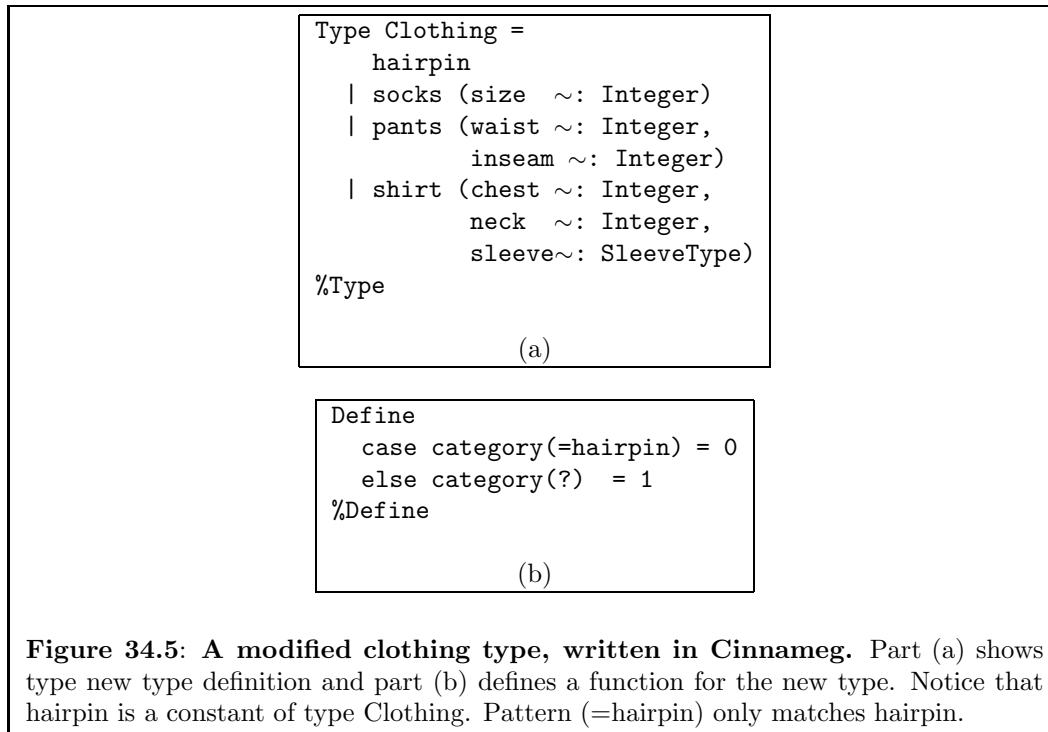 Type Clothing =
    hairpin
  | socks (size  ∼: Integer)
  | pants (waist ∼: Integer,
           inseam ∼: Integer)
  | shirt (chest ∼: Integer,
           neck  ∼: Integer,
           sleeve∼: SleeveType)
%Type
(a)
Define
  case category(=hairpin) = 0
  else category(?)  = 1
%Define
(b)
Figure 34.5: A modified clothing type, written in Cinnameg. Part (a) shows
type new type definition and part (b) defines a function for the new type. Notice that
hairpin is a constant of type Clothing. Pattern (=hairpin) only matches hairpin.